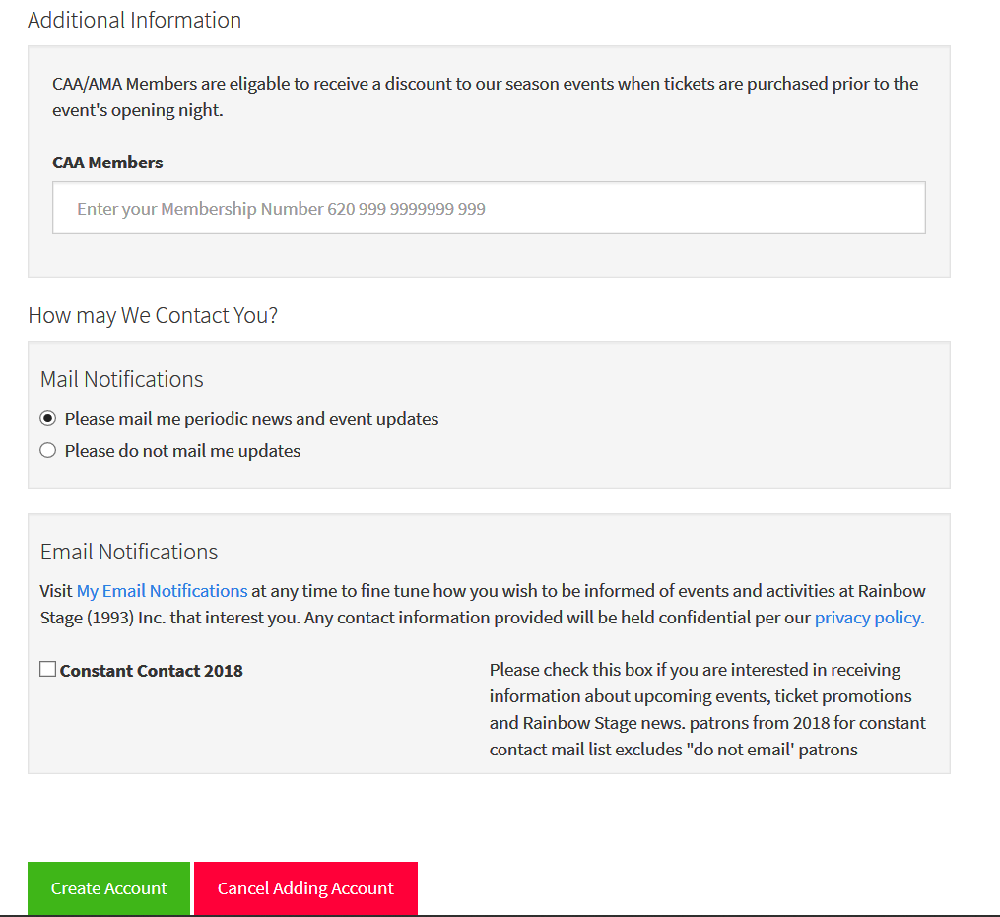 Additional Information
CAA/AMA Members are eligable to receive a discount to our season events when tickets are purchased prior to the
event's opening night.
CAA Members
Enter your Membership Number 620 999 9999999 999
How may We Contact You?
Mail Notifications
Please mail me periodic news and event updates
Please do not mail me updates
Email Notifications
Visit My Email Notifications at any time to fine tune how you wish to be informed of events and activities at Rainbow
Stage (1993) Inc. that interest you. Any contact information provided will be held confidential per our privacy policy.
Constant Contact 2018
Please check this box if you are interested in receiving
information about upcoming events, ticket promotions
and Rainbow Stage news. patrons from 2018 for constant
contact mail list excludes "do not email' patrons
Create Account
Cancel Adding Account